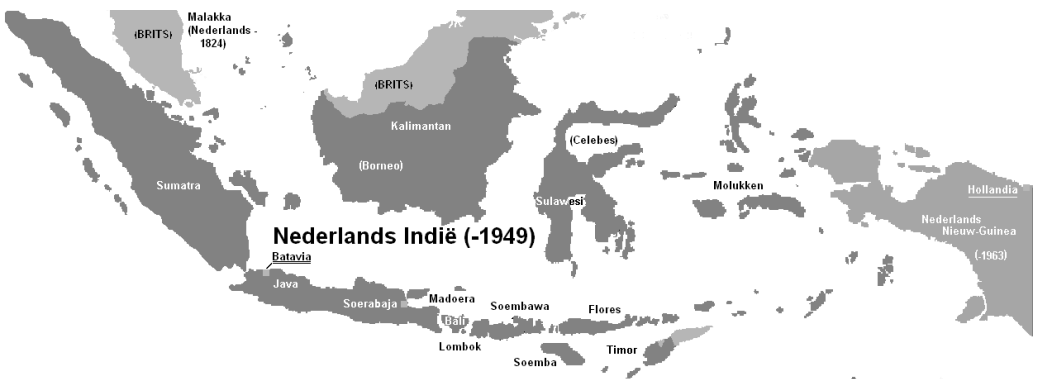 Malakka
(Nederlands -
1824)
(BRITS)
(BRITS)
Kalimantan
(Borneo)
(Celebes)
Sumatra
Sulawesi
Molukken
Hollandia
Nederlands
Nieuw-Guinea
(-1963)
Nederlands Indië (-1949)
Batavia
Java
Soerabaja
Madoera
Bali
Lombok
Soembawa
Soemba
Flores
Timor